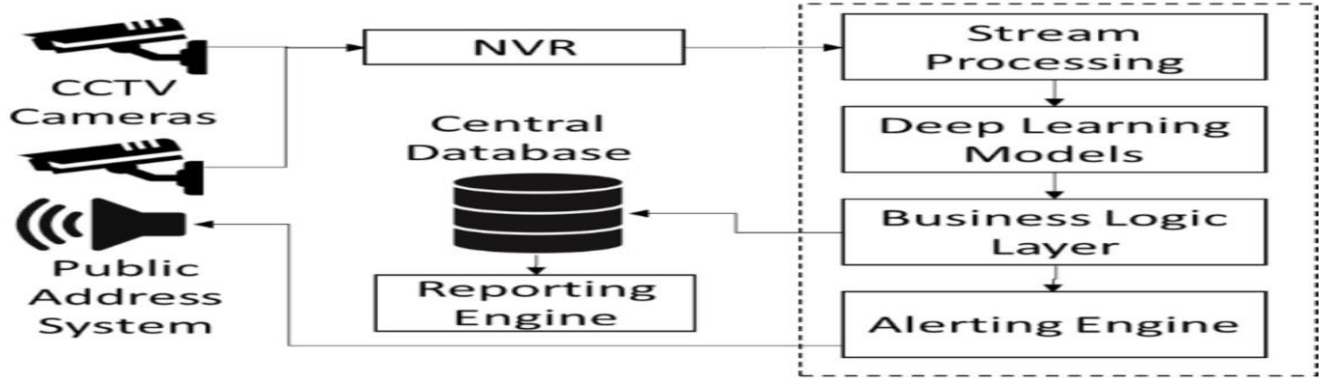 CCTV
Cameras
NVR
Stream
Processing
Deep Learning
Models
Central
Database
Business Logic
Layer
Public
Address
System
Reporting
Engine
Alerting Engine